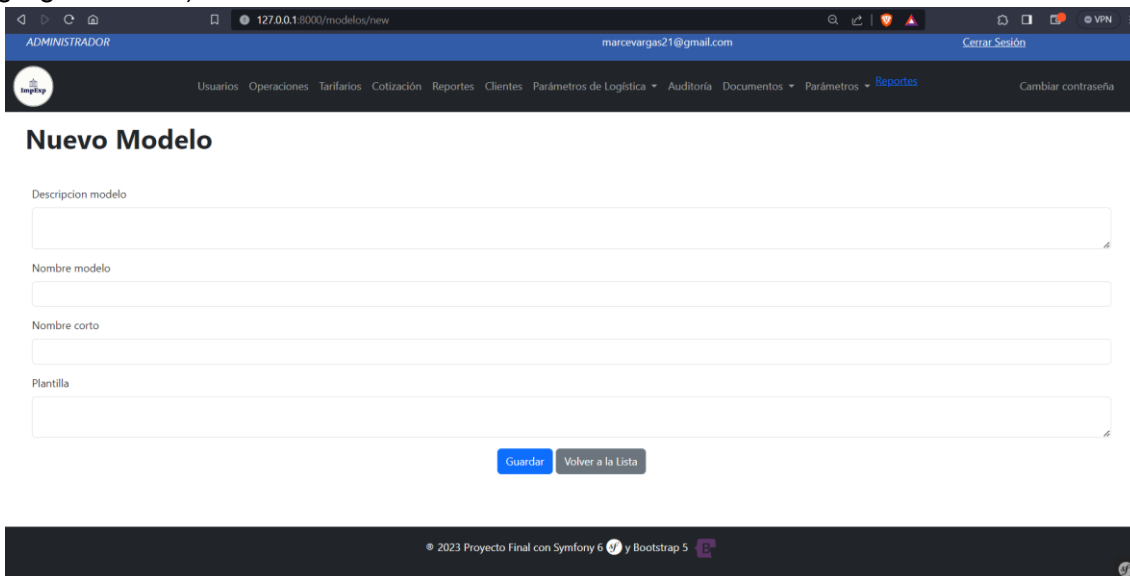 127.0.0.1:8000/modelos/new
VPN
ADMINISTRADOR marcevargas21@gmail.com Cerrar Sesión
ImpExp Usuarios Operaciones Tarifarios Cotización Reportes Clientes Parámetros de Logística Auditoría Documentos Parámetros Reportes Cambiar contraseña
Nuevo Modelo
Descripcion modelo
Nombre modelo
Nombre corto
Plantilla
Guardar Volver a la Lista
® 2023 Proyecto Final con Symfony 6 sf y Bootstrap 5 B